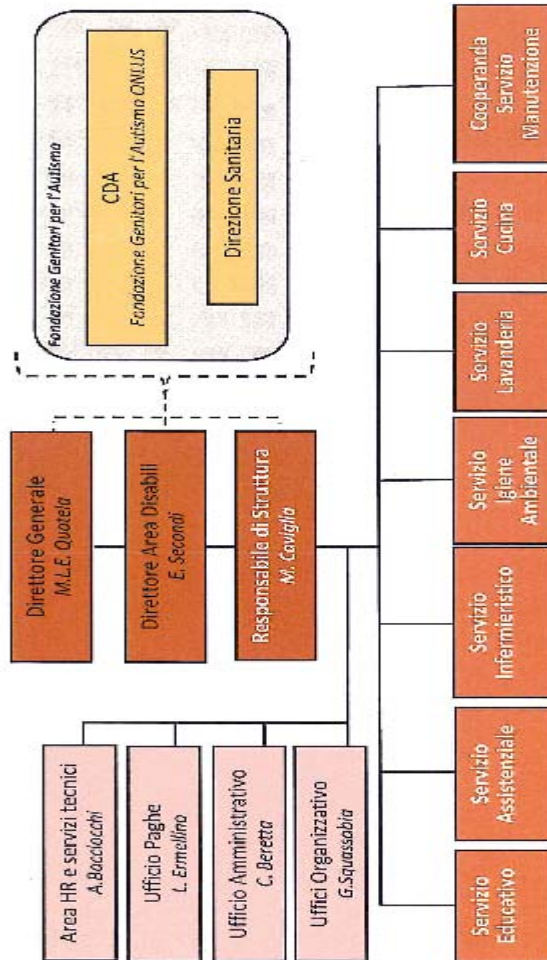 Fondazione Genitori per l'Autismo
CDA
Fondazione Genitori per l'Autismo ONLUS
Direzione Sanitaria
Direttore Generale
M.L.E. Quotela
Direttore Area Disabili
E. Secondi
Responsabile di Struttura
M. Caviglia
Area HR e servizi tecnici
A.Bacciocchi
Ufficio Paghe
L. Ermellino
Ufficio Amministrativo
C. Beretta
Uffici Organizzativo
G.Squassabia
Servizio
Educativo
Servizio
Assistenziale
Servizio
Infermieristico
Servizio
Igiene
Ambientale
Servizio
Lavanderia
Servizio
Cucina
Cooperanda
Servizio
Manutenzione